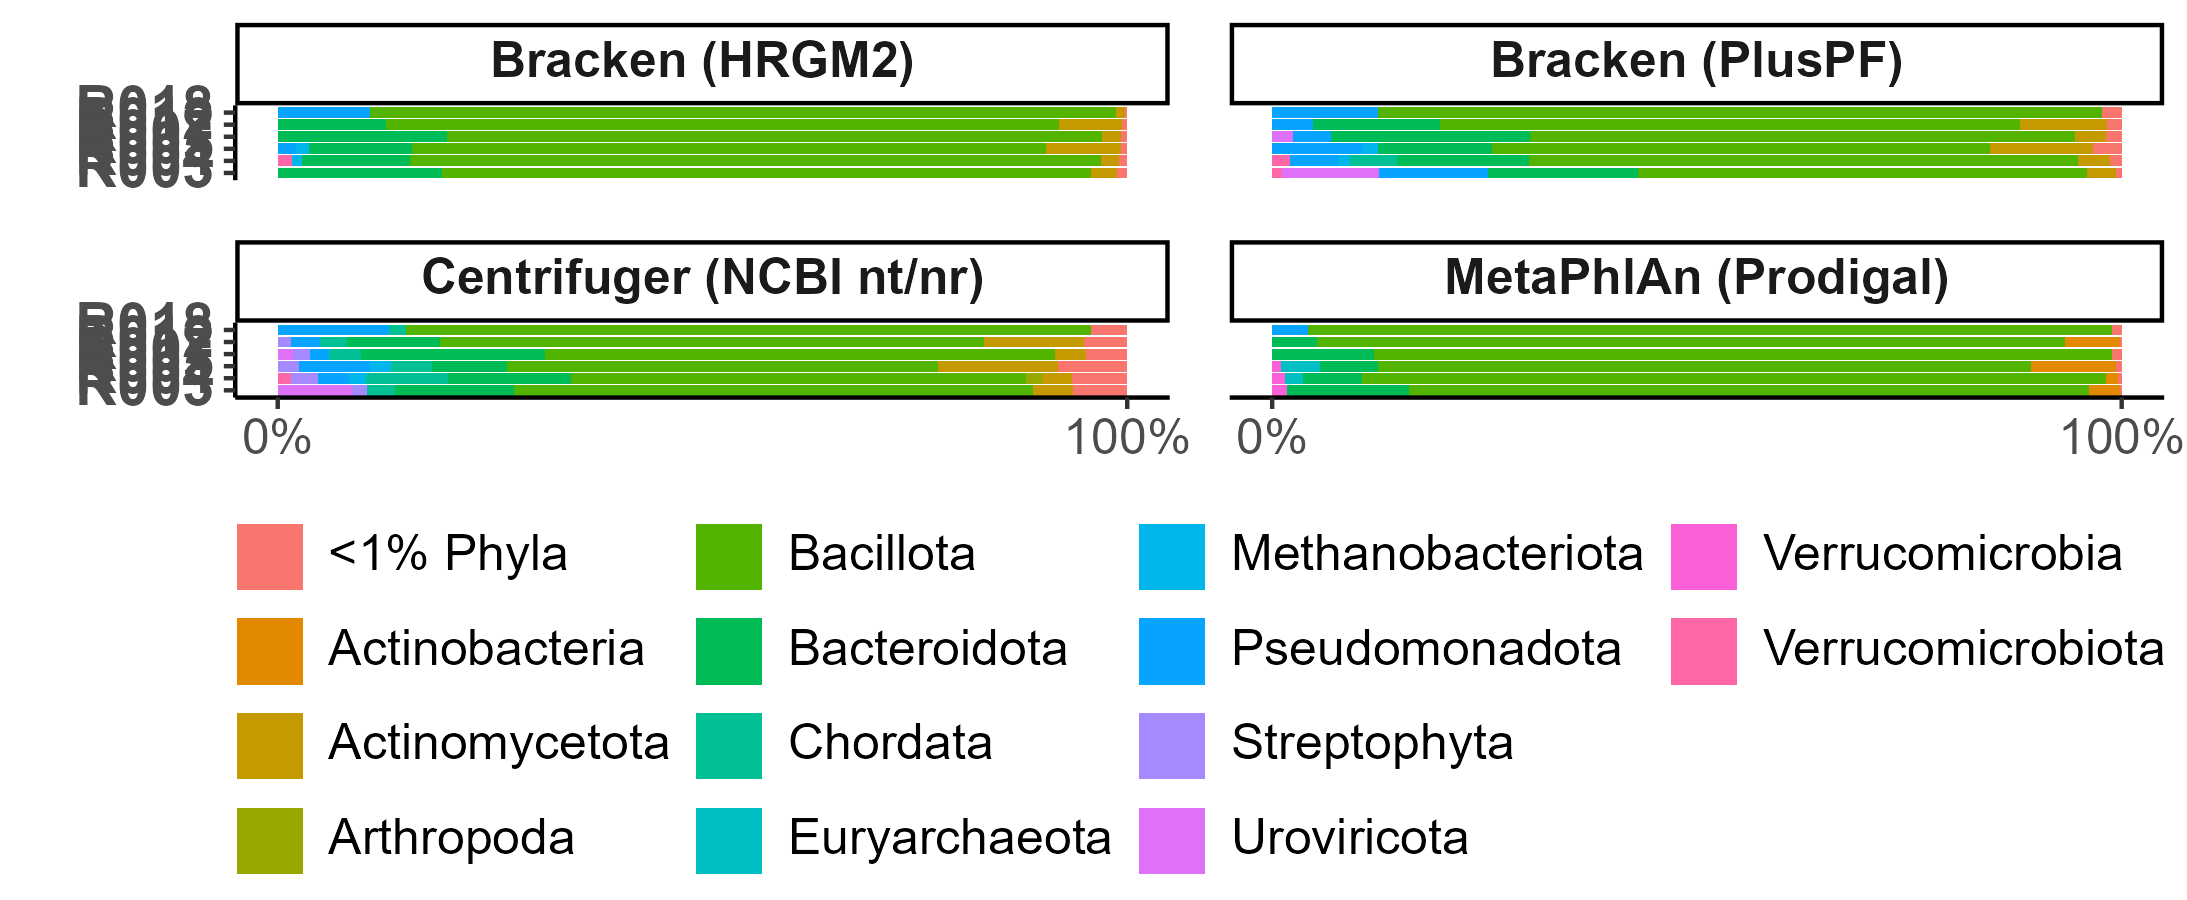 Bracken (HRGM2)
Bracken (PlusPF)
Centrifuger (NCBI nt/nr)
MetaPhlAn (Prodigal)
0%
100%
0%
100%
<1% Phyla
Bacillota
Methanobacteriota
Verrucomicrobia
Actinobacteria
Bacteroidota
Pseudomonadota
Verrucomicrobiota
Actinomycetota
Chordata
Streptophyta
Arthropoda
Euryarchaeota
Uroviricota